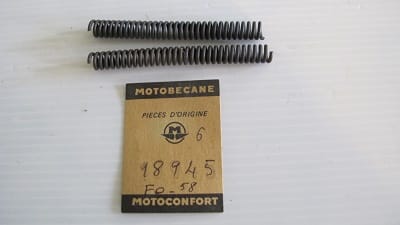 MOTOBECANE
PIECES D'ORIGINE
M 6
18945
FO-58
MOTOCONFORT